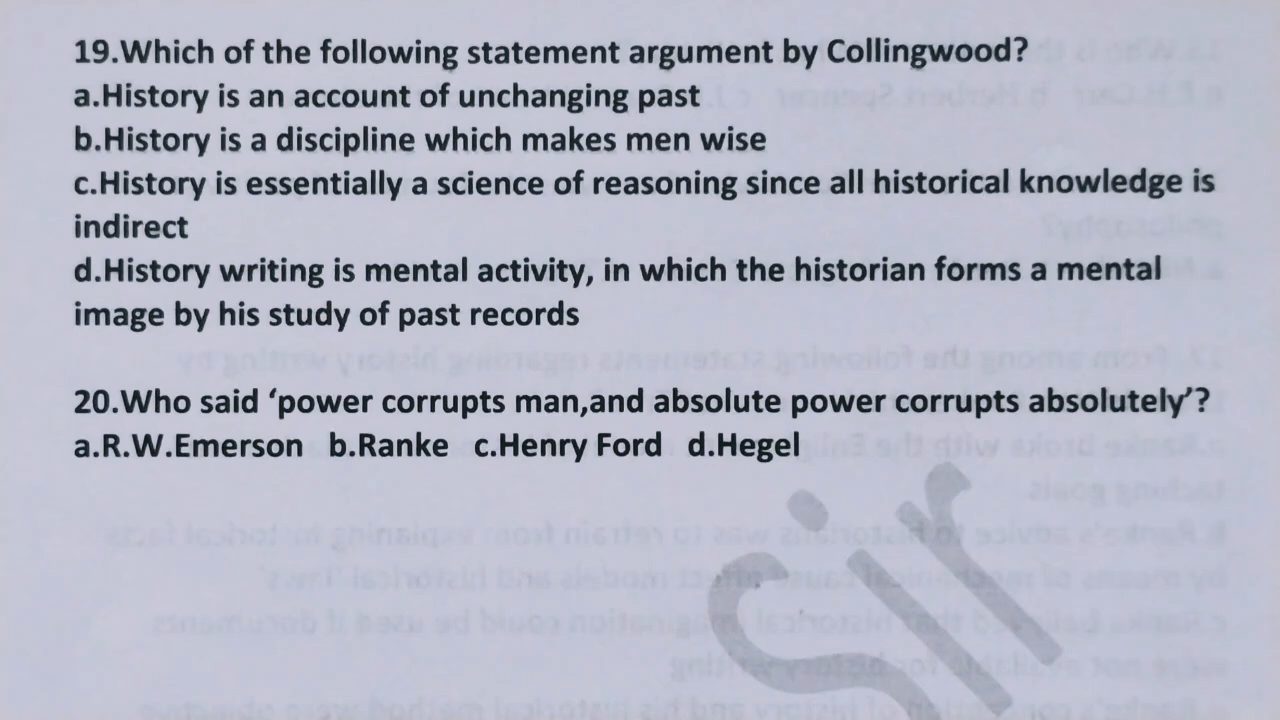 19.Which of the following statement argument by Collingwood?
a.History is an account of unchanging past
b.History is a discipline which makes men wise
c.History is essentially a science of reasoning since all historical knowledge is
indirect
d.History writing is mental activity, in which the historian forms a mental
image by his study of past records
20.Who said ‘power corrupts man,and absolute power corrupts absolutely’?
a.R.W.Emerson b.Ranke c.Henry Ford d.Hegel
Sir